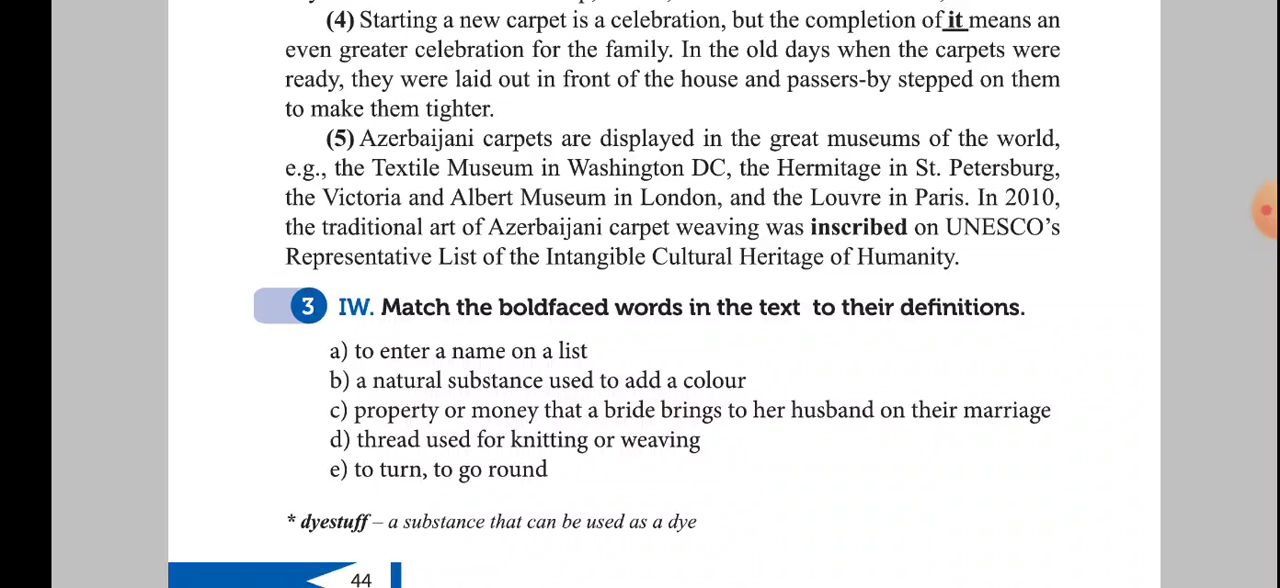 (4) Starting a new carpet is a celebration, but the completion of it means an
even greater celebration for the family. In the old days when the carpets were
ready, they were laid out in front of the house and passers-by stepped on them
to make them tighter.
(5) Azerbaijani carpets are displayed in the great museums of the world,
e.g., the Textile Museum in Washington DC, the Hermitage in St. Petersburg,
the Victoria and Albert Museum in London, and the Louvre in Paris. In 2010,
the traditional art of Azerbaijani carpet weaving was inscribed on UNESCO's
Representative List of the Intangible Cultural Heritage of Humanity.
3 IW. Match the boldfaced words in the text to their definitions.
a) to enter a name on a list
b) a natural substance used to add a colour
c) property or money that a bride brings to her husband on their marriage
d) thread used for knitting or weaving
e) to turn, to go round
* dyestuff – a substance that can be used as a dye
44